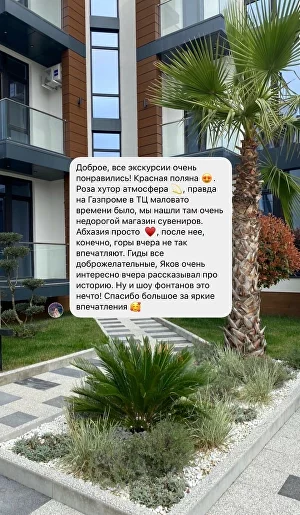 Доброе, все экскурсии очень
понравились! Красная поляна 😍.
Роза хутор атмосфера 💫, правда
на Газпроме в ТЦ маловато
времени было, мы нашли там очень
недорогой магазин сувениров.
Абхазия просто ♥️, после нее,
конечно, горы вчера не так
впечатляют. Гиды все
доброжелательные, Яков очень
интересно вчера рассказывал про
историю. Ну и шоу фонтанов это
нечто! Спасибо большое за яркие
впечатления 🥰